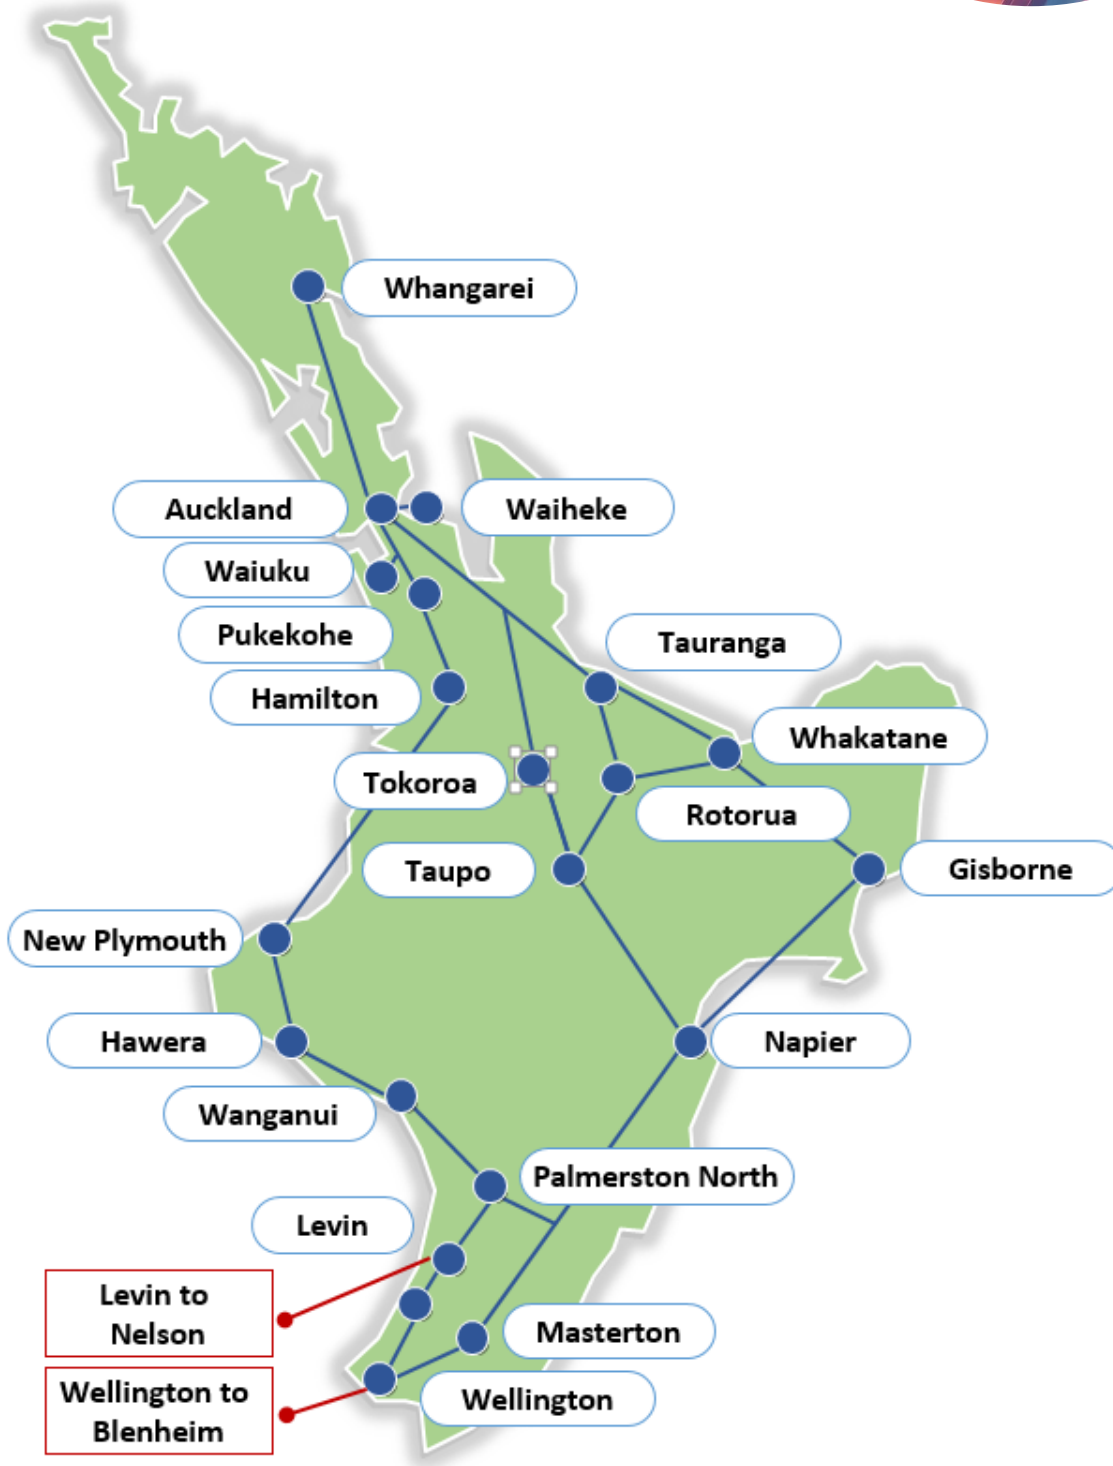 Whangarei
Auckland
Waiheke
Waiuku
Pukekohe
Tauranga
Hamilton
Whakatane
Tokoroa
Rotorua
Taupo
Gisborne
New Plymouth
Hawera
Napier
Wanganui
Palmerston North
Levin
Levin to
Nelson
Masterton
Wellington to
Blenheim
Wellington